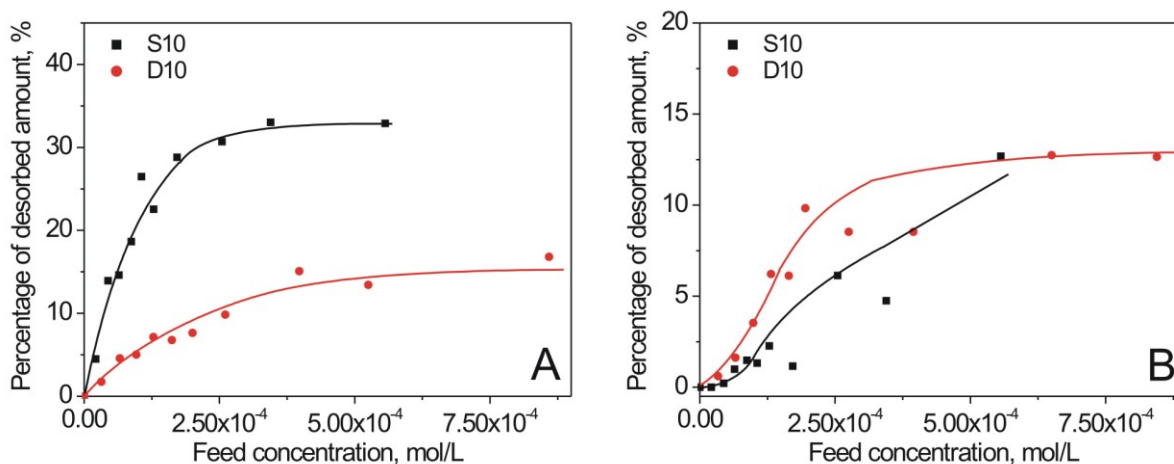 Percentage of desorbed amount, %
40
30
20
10
0
S10
D10
A
0.00
2.50x10⁻⁴
5.00x10⁻⁴
7.50x10⁻⁴
Feed concentration, mol/L
Percentage of desorbed amount, %
20
15
10
5
0
S10
D10
B
0.00
2.50x10⁻⁴
5.00x10⁻⁴
7.50x10⁻⁴
Feed concentration, mol/L